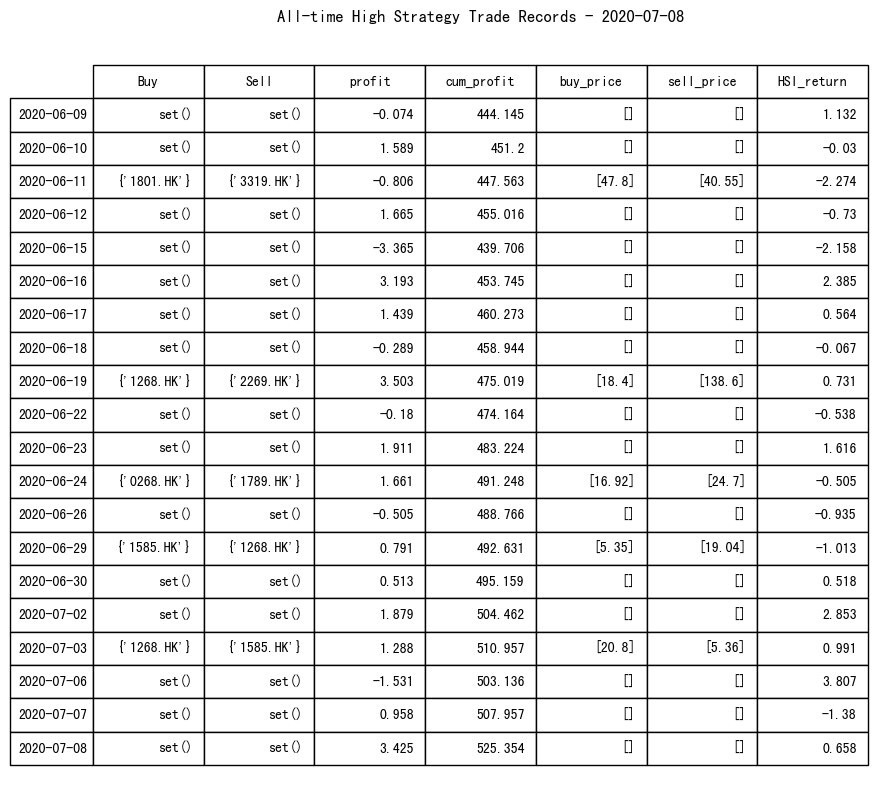 All-time High Strategy Trade Records - 2020-07-08
Buy Sell profit cum_profit buy_price sell_price HSI_return
2020-06-09 set() set() -0.074 444.145 [] [] 1.132
2020-06-10 set() set() 1.589 451.2 [] [] -0.03
2020-06-11 {'1801.HK'} {'3319.HK'} -0.806 447.563 [47.8] [40.55] -2.274
2020-06-12 set() set() 1.665 455.016 [] [] -0.73
2020-06-15 set() set() -3.365 439.706 [] [] -2.158
2020-06-16 set() set() 3.193 453.745 [] [] 2.385
2020-06-17 set() set() 1.439 460.273 [] [] 0.564
2020-06-18 set() set() -0.289 458.944 [] [] -0.067
2020-06-19 {'1268.HK'} {'2269.HK'} 3.503 475.019 [18.4] [138.6] 0.731
2020-06-22 set() set() -0.18 474.164 [] [] -0.538
2020-06-23 set() set() 1.911 483.224 [] [] 1.616
2020-06-24 {'0268.HK'} {'1789.HK'} 1.661 491.248 [16.92] [24.7] -0.505
2020-06-26 set() set() -0.505 488.766 [] [] -0.935
2020-06-29 {'1585.HK'} {'1268.HK'} 0.791 492.631 [5.35] [19.04] -1.013
2020-06-30 set() set() 0.513 495.159 [] [] 0.518
2020-07-02 set() set() 1.879 504.462 [] [] 2.853
2020-07-03 {'1268.HK'} {'1585.HK'} 1.288 510.957 [20.8] [5.36] 0.991
2020-07-06 set() set() -1.531 503.136 [] [] 3.807
2020-07-07 set() set() 0.958 507.957 [] [] -1.38
2020-07-08 set() set() 3.425 525.354 [] [] 0.658